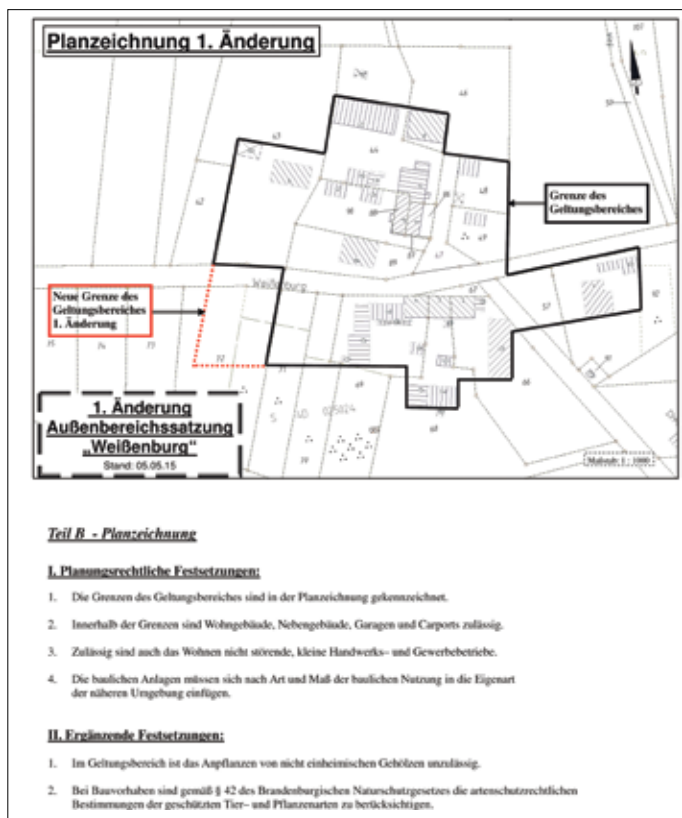 Planzeichnung 1. Änderung
Grenze des
Geltungsbereiches
Weißenburg
Neue Grenze des
Geltungsbereiches
1. Änderung
1. Änderung
Außenbereichssatzung
„Weißenburg“
Stand: 05.05.15
Maßstab: 1 : 1000
Teil B - Planzeichnung
I. Planungsrechtliche Festsetzungen:
1. Die Grenzen des Geltungsbereiches sind in der Planzeichnung gekennzeichnet.
2. Innerhalb der Grenzen sind Wohngebäude, Nebengebäude, Garagen und Carports zulässig.
3. Zulässig sind auch das Wohnen nicht störende, kleine Handwerks– und Gewerbebetriebe.
4. Die baulichen Anlagen müssen sich nach Art und Maß der baulichen Nutzung in die Eigenart
der näheren Umgebung einfügen.
II. Ergänzende Festsetzungen:
1. Im Geltungsbereich ist das Anpflanzen von nicht einheimischen Gehölzen unzulässig.
2. Bei Bauvorhaben sind gemäß § 42 des Brandenburgischen Naturschutzgesetzes die artenschutzrechtlichen
Bestimmungen der geschützten Tier– und Pflanzenarten zu berücksichtigen.